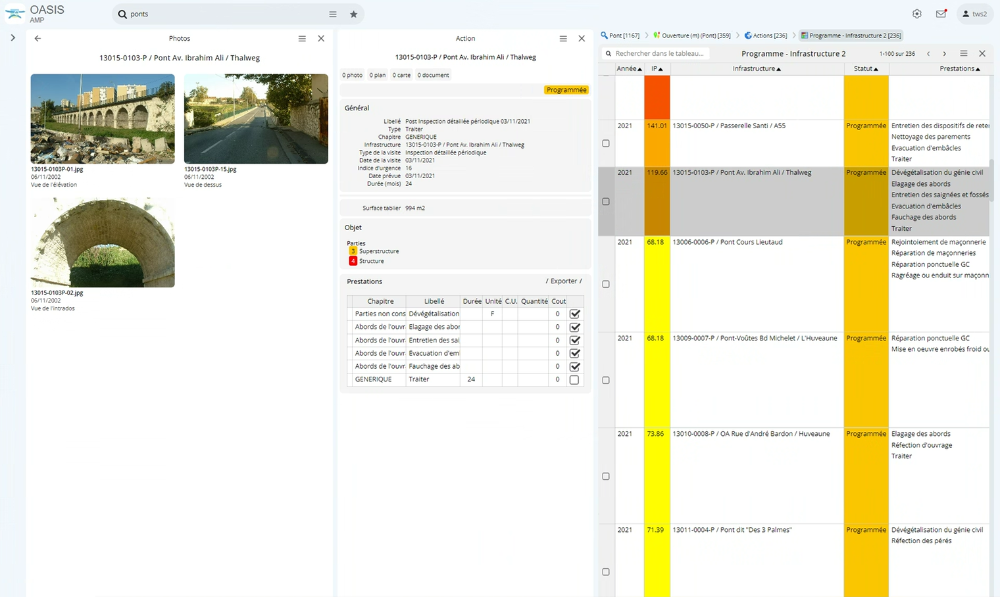 OASIS
AMP
ponts
tws2
Photos
13015-0103-P / Pont Av. Ibrahim Ali / Thalweg
13015-0103P-01.jpg
06/11/2002
Vue de l'élévation
13015-0103P-15.jpg
06/11/2002
Vue de dessus
13015-0103P-02.jpg
06/11/2002
Vue de l'intrados
Action
13015-0103-P / Pont Av. Ibrahim Ali / Thalweg
0 photo 0 plan 0 carte 0 document
Programmée
Général
Libellé Post Inspection détaillée périodique 03/11/2021
Type Traiter
Chapitre GENERIQUE
Infrastructure 13015-0103-P / Pont Av. Ibrahim Ali / Thalweg
Type de la visite Inspection détaillée périodique
Date de la visite 03/11/2021
Indice d'urgence 16
Date prévue 03/11/2021
Durée (mois) 24
Surface tablier 994 m2
Objet
Parties
3 Superstructure
4 Structure
Prestations / Exporter /
Chapitre Libellé Durée Unité C.U. Quantité Cout
Parties non cons Dévégétalisation F 0
Abords de l'ouvr Elagage des abor 0
Abords de l'ouvr Entretien des sai 0
Abords de l'ouvr Evacuation d'em 0
Abords de l'ouvr Fauchage des ab 0
GENERIQUE Traiter 24 0
Pont [1167] Ouverture (m) (Pont) [359] Actions [236] Programme - Infrastructure 2 [236]
Rechercher dans le tableau... Programme - Infrastructure 2 1-100 sur 236
Année IP Infrastructure Statut Prestations
2021 141.01 13015-0050-P / Passerelle Santi / A55 Programmée Entretien des dispositifs de rete
Nettoyage des parements
Evacuation d'embâcles
Traiter
2021 119.66 13015-0103-P / Pont Av. Ibrahim Ali / Thalweg Programmée Dévégétalisation du génie civil
Elagage des abords
Entretien des saignées et fossés
Evacuation d'embâcles
Fauchage des abords
Traiter
2021 68.18 13006-0006-P / Pont Cours Lieutaud Programmée Rejointoiement de maçonnerie
Réparation de maçonneries
Réparation ponctuelle GC
Ragréage ou enduit sur maçonn
2021 68.18 13009-0007-P / Pont-Voûtes Bd Michelet / L'Huveaune Programmée Réparation ponctuelle GC
Mise en oeuvre enrobés froid ou
2021 73.86 13010-0008-P / OA Rue d'André Bardon / Huveaune Programmée Elagage des abords
Réfection d'ouvrage
Traiter
2021 71.39 13011-0004-P / Pont dit "Des 3 Palmes" Programmée Dévégétalisation du génie civil
Réfection des pérés